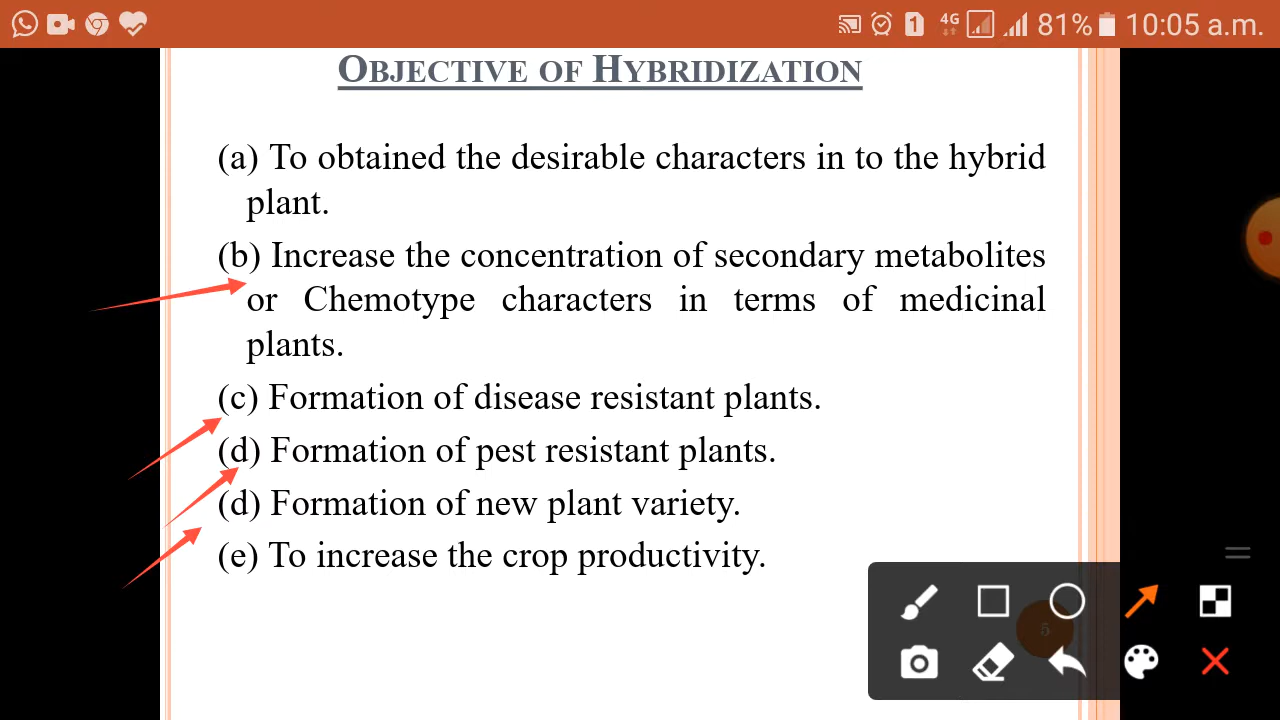 4G 1 81% 10:05 a.m.
OBJECTIVE OF HYBRIDIZATION
(a) To obtained the desirable characters in to the hybrid
plant.
(b) Increase the concentration of secondary metabolites
or Chemotype characters in terms of medicinal
plants.
(c) Formation of disease resistant plants.
(d) Formation of pest resistant plants.
(d) Formation of new plant variety.
(e) To increase the crop productivity.
5